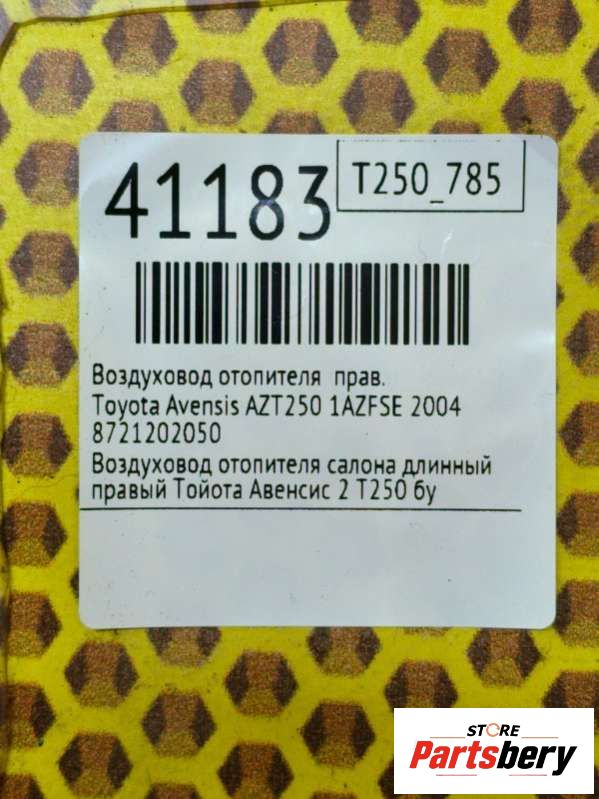 41183
T250_785
Воздуховод отопителя прав.
Toyota Avensis AZT250 1AZFSE 2004
8721202050
Воздуховод отопителя салона длинный
правый Тойота Авенсис 2 Т250 бу
STORE
Partsbery